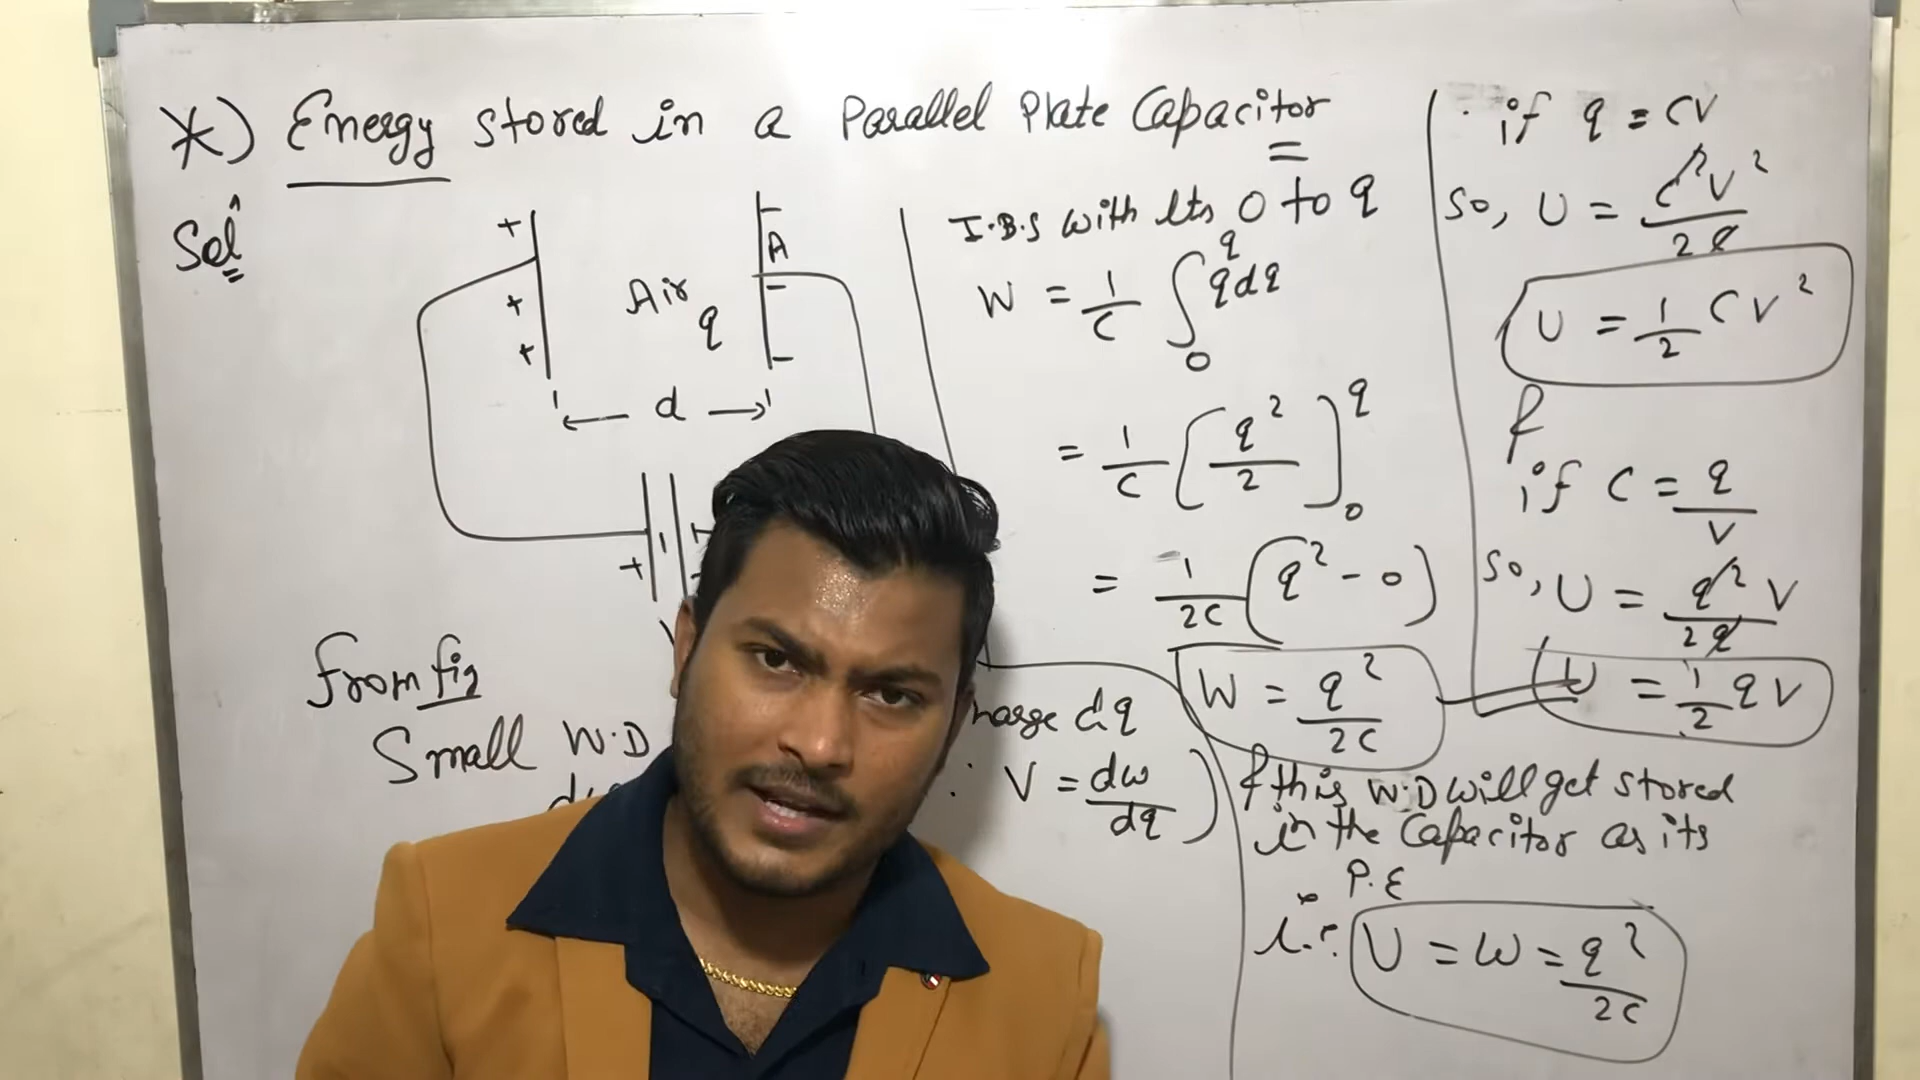 *) Energy stored in a Parallel Plate Capacitor
Solⁿ
+ + +
A
Air
q
← d →
+
From fig
Small W.D
charge dq
V = dw/dq )
I.B.S with lts 0 to q
W = 1/C ∫₀^q q dq
= 1/C [q²/2]₀^q
= 1/2C (q² - 0)
W = q²/2C
& this W.D will get stored
in the Capacitor as its
P.E
i.e. U = W = q²/2C
if q = CV
so, U = C²V²/2C
U = 1/2 CV²
&
if C = q/V
so, U = q²V/2q
U = 1/2 qV